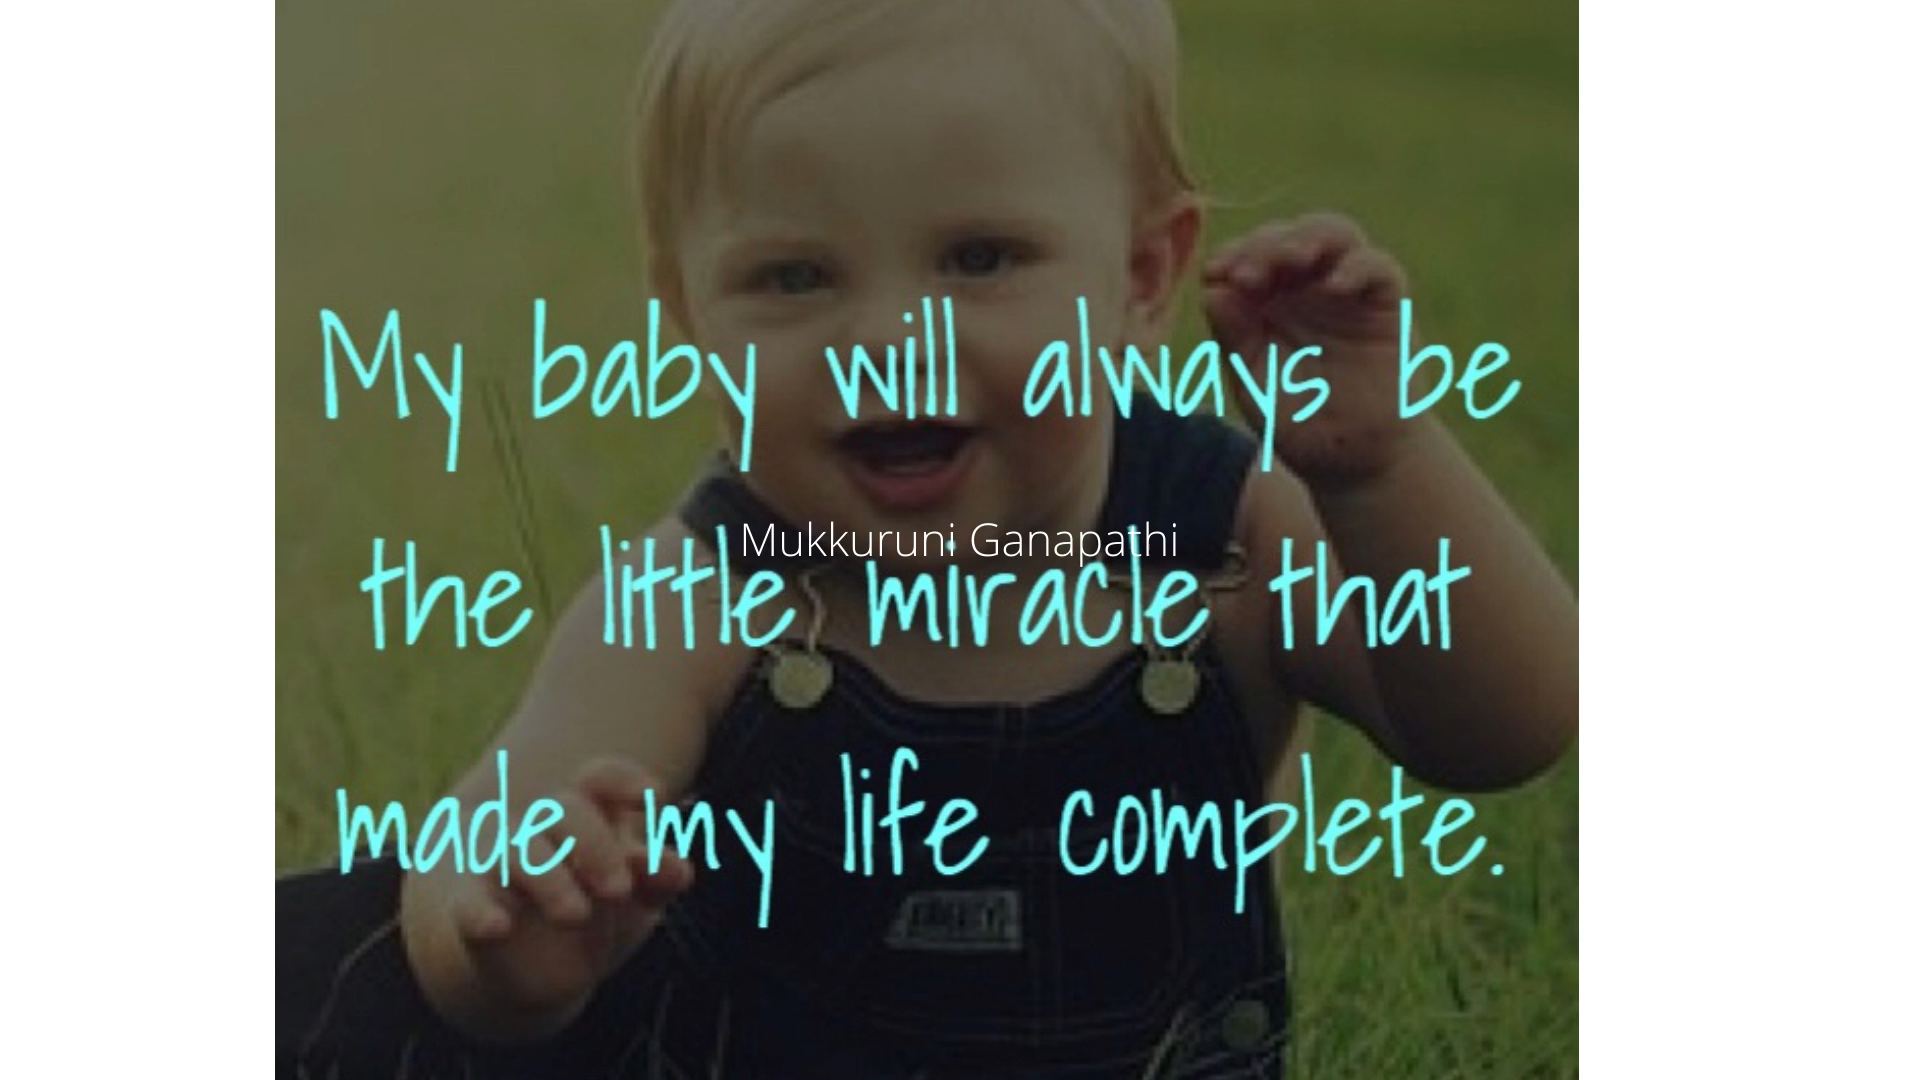 My baby will always be
Mukkuruni Ganapathi
the little miracle that
made my life complete.